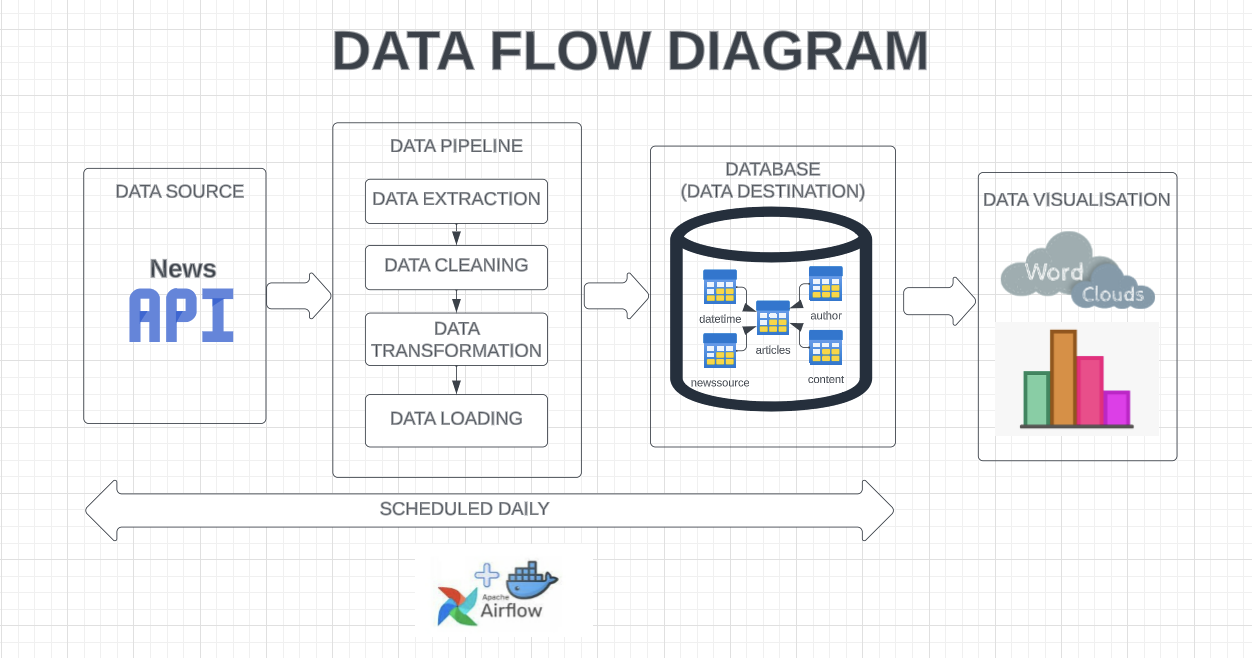 DATA FLOW DIAGRAM
DATA SOURCE
News
API
DATA PIPELINE
DATA EXTRACTION
DATA CLEANING
DATA
TRANSFORMATION
DATA LOADING
DATABASE
(DATA DESTINATION)
datetime
author
articles
newssource
content
DATA VISUALISATION
Word
Clouds
SCHEDULED DAILY
Apache
Airflow